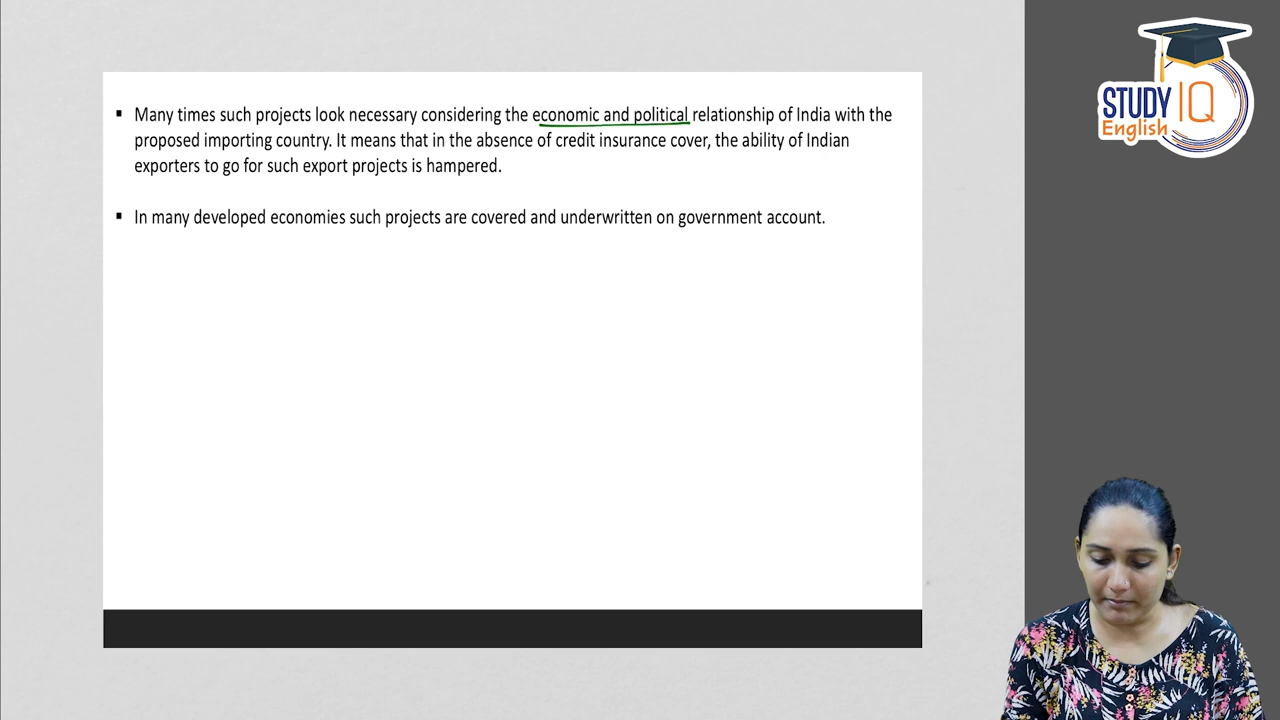 ▪ Many times such projects look necessary considering the economic and political relationship of India with the
proposed importing country. It means that in the absence of credit insurance cover, the ability of Indian
exporters to go for such export projects is hampered.
▪ In many developed economies such projects are covered and underwritten on government account.
STUDY IQ
English